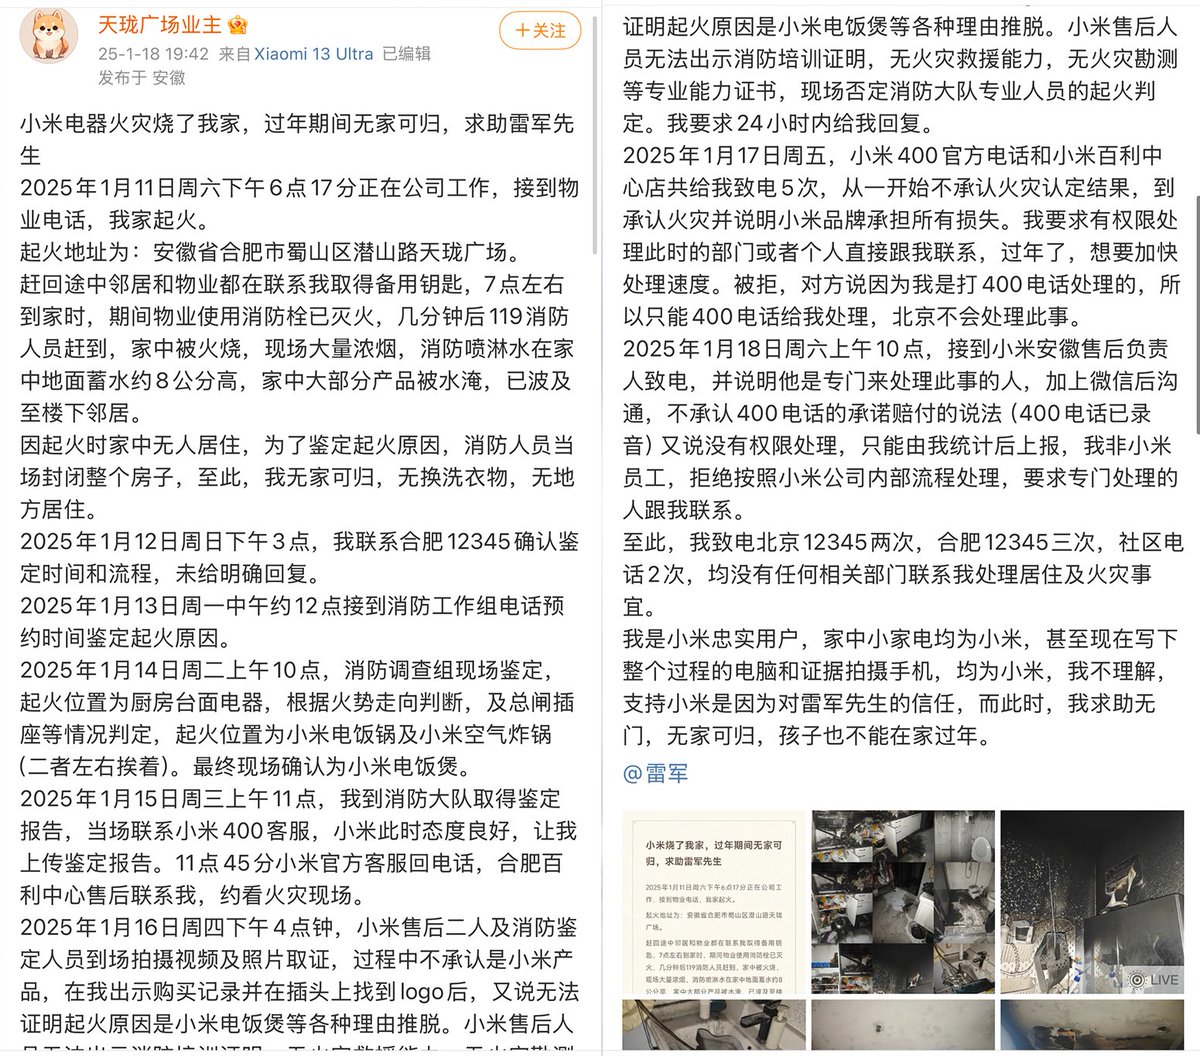 天珑广场业主
+关注
25-1-18 19:42 来自 Xiaomi 13 Ultra 已编辑
发布于 安徽
小米电器火灾烧了我家，过年期间无家可归，求助雷军先
生
2025年1月11日周六下午6点17分正在公司工作，接到物
业电话，我家起火。
起火地址为：安徽省合肥市蜀山区潜山路天珑广场。
赶回途中邻居和物业都在联系我取得备用钥匙，7点左右
到家时，期间物业使用消防栓已灭火，几分钟后119消防
人员赶到，家中被火烧，现场大量浓烟，消防喷淋水在家
中地面蓄水约8公分高，家中大部分产品被水淹，已波及
至楼下邻居。
因起火时家中无人居住，为了鉴定起火原因，消防人员当
场封闭整个房子，至此，我无家可归，无换洗衣物，无地
方居住。
2025年1月12日周日下午3点，我联系合肥12345确认鉴
定时间和流程，未给明确回复。
2025年1月13日周一中午约12点接到消防工作组电话预
约时间鉴定起火原因。
2025年1月14日周二上午10点，消防调查组现场鉴定，
起火位置为厨房台面电器，根据火势走向判断，及总闸插
座等情况判定，起火位置为小米电饭锅及小米空气炸锅
(二者左右挨着)。最终现场确认为小米电饭煲。
2025年1月15日周三上午11点，我到消防大队取得鉴定
报告，当场联系小米400客服，小米此时态度良好，让我
上传鉴定报告。11点45分小米官方客服回电话，合肥百
利中心售后联系我，约看火灾现场。
2025年1月16日周四下午4点钟，小米售后二人及消防鉴
定人员到场拍摄视频及照片取证，过程中不承认是小米产
品，在我出示购买记录并在插头上找到logo后，又说无法
证明起火原因是小米电饭煲等各种理由推脱。小米售后人
员无法出示消防培训证明，无火灾救援能力，无火灾勘测
证明起火原因是小米电饭煲等各种理由推脱。小米售后人
员无法出示消防培训证明，无火灾救援能力，无火灾勘测
等专业能力证书，现场否定消防大队专业人员的起火判
定。我要求24小时内给我回复。
2025年1月17日周五，小米400官方电话和小米百利中
心店共给我致电5次，从一开始不承认火灾认定结果，到
承认火灾并说明小米品牌承担所有损失。我要求有权限处
理此时的部门或者个人直接跟我联系，过年了，想要加快
处理速度。被拒，对方说因为我是打400电话处理的，所
以只能400电话给我处理，北京不会处理此事。
2025年1月18日周六上午10点，接到小米安徽售后负责
人致电，并说明他是专门来处理此事的人，加上微信后沟
通，不承认400电话的承诺赔付的说法（400电话已录
音）又说没有权限处理，只能由我统计后上报，我非小米
员工，拒绝按照小米公司内部流程处理，要求专门处理的
人跟我联系。
至此，我致电北京12345两次，合肥12345三次，社区电
话2次，均没有任何相关部门联系我处理居住及火灾事
宜。
我是小米忠实用户，家中小家电均为小米，甚至现在写下
整个过程的电脑和证据拍摄手机，均为小米，我不理解，
支持小米是因为对雷军先生的信任，而此时，我求助无
门，无家可归，孩子也不能在家过年。
@雷军
小米烧了我家，过年期间无家可
归，求助雷军先生
2025年1月11日周六下午6点17分正在公司工
作，接到物业电话，我家起火。
起火地址为：安徽省合肥市蜀山区潜山路天珑
广场。
赶回途中邻居和物业都在联系我取得备用钥
匙，7点左右到家时，期间物业使用消防栓已灭
火，几分钟后119消防人员赶到，家中被火烧，
现场大量浓烟，消防喷淋水在家中地面蓄水约8
公分高，家中大部分产品被水淹，已波及至楼
LIVE